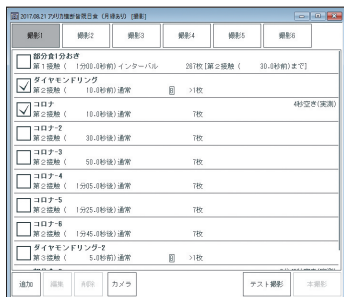 2017.08.21 アメリカ横断皆既日食 (月縁あり) [撮影]
撮影1 撮影2 撮影3 撮影4 撮影5 撮影6
部分食1分おき
第1接触 ( 1分00.0秒前) インターバル 267枚 [第2接触 ( 30.0秒前)まで]
ダイヤモンドリング
第2接触 ( 10.0秒前) 通常 >1枚
コロナ 4秒空き(実測)
第2接触 ( 10.0秒後) 通常 7枚
コロナ-2
第2接触 ( 30.0秒後) 通常 7枚
コロナ-3
第2接触 ( 50.0秒後) 通常 7枚
コロナ-4
第2接触 ( 1分05.0秒後) 通常 7枚
コロナ-5
第2接触 ( 1分25.0秒後) 通常 7枚
コロナ-6
第2接触 ( 1分45.0秒後) 通常 7枚
ダイヤモンドリング-2
第3接触 ( 5.0秒前) 通常 >1枚
追加 編集 削除 カメラ テスト撮影 本撮影